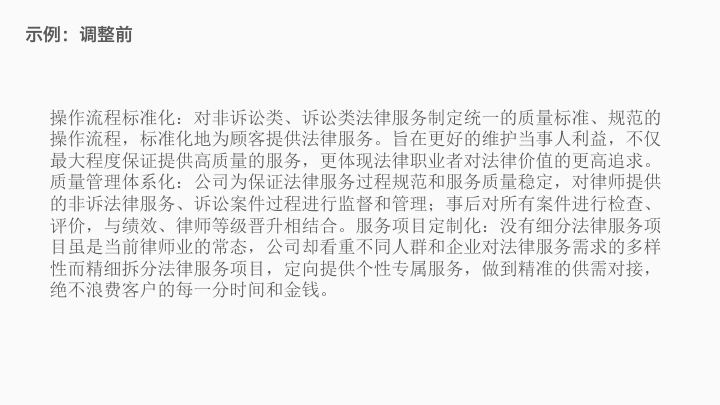 示例：调整前
操作流程标准化：对非诉讼类、诉讼类法律服务制定统一的质量标准、规范的
操作流程，标准化地为顾客提供法律服务。旨在更好的维护当事人利益，不仅
最大程度保证提供高质量的服务，更体现法律职业者对法律价值的更高追求。
质量管理体系化：公司为保证法律服务过程规范和服务质量稳定，对律师提供
的非诉法律服务、诉讼案件过程进行监督和管理；事后对所有案件进行检查、
评价，与绩效、律师等级晋升相结合。服务项目定制化：没有细分法律服务项
目虽是当前律师业的常态，公司却看重不同人群和企业对法律服务需求的多样
性而精细拆分法律服务项目，定向提供个性专属服务，做到精准的供需对接，
绝不浪费客户的每一分时间和金钱。